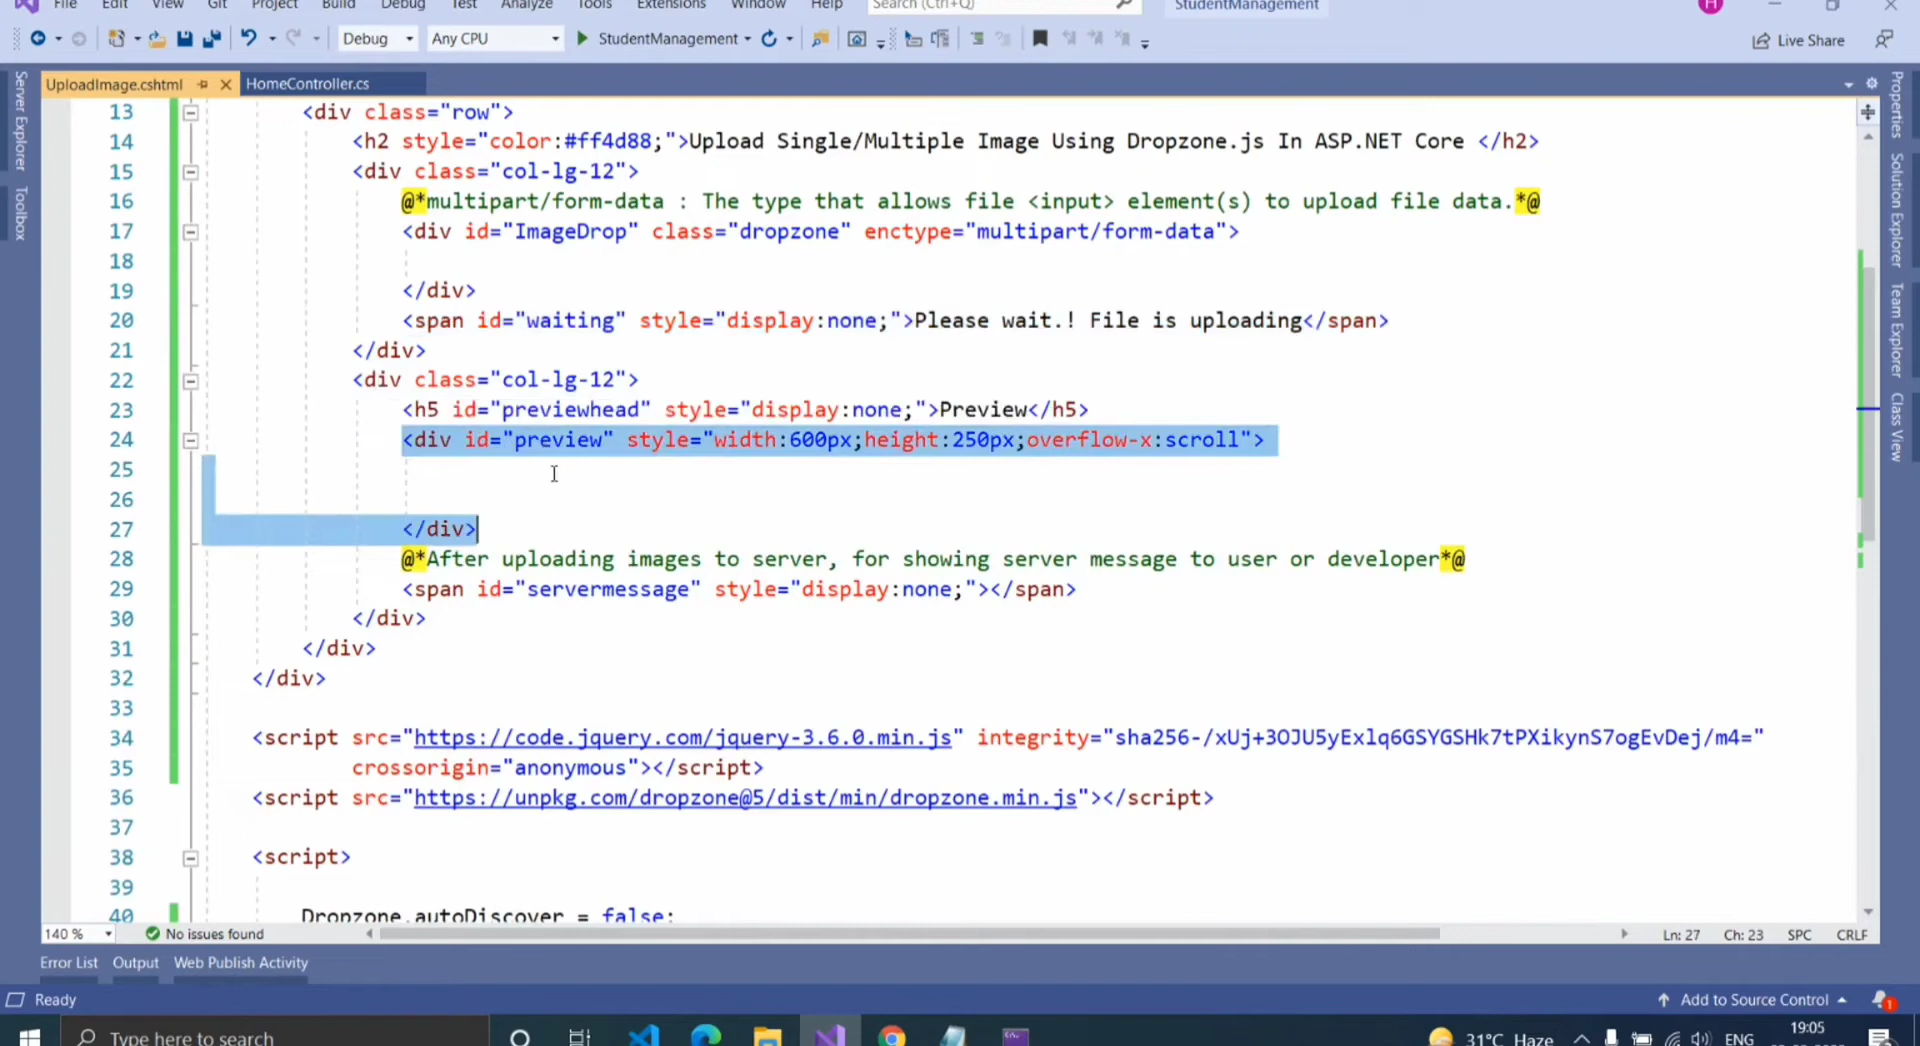 File Edit View Git Project Build Debug Test Analyze Tools Extensions Window Help Search (Ctrl+Q) StudentManagement H
Debug Any CPU StudentManagement Live Share
UploadImage.cshtml HomeController.cs
Server Explorer
Toolbox
Properties
Solution Explorer
Team Explorer
Class View
13 <div class="row">
14 <h2 style="color:#ff4d88;">Upload Single/Multiple Image Using Dropzone.js In ASP.NET Core </h2>
15 <div class="col-lg-12">
16 @*multipart/form-data : The type that allows file <input> element(s) to upload file data.*@
17 <div id="ImageDrop" class="dropzone" enctype="multipart/form-data">
18
19 </div>
20 <span id="waiting" style="display:none;">Please wait.! File is uploading</span>
21 </div>
22 <div class="col-lg-12">
23 <h5 id="previewhead" style="display:none;">Preview</h5>
24 <div id="preview" style="width:600px;height:250px;overflow-x:scroll">
25
26
27 </div>
28 @*After uploading images to server, for showing server message to user or developer*@
29 <span id="servermessage" style="display:none;"></span>
30 </div>
31 </div>
32 </div>
33
34 <script src="https://code.jquery.com/jquery-3.6.0.min.js" integrity="sha256-/xUj+3OJU5yExlq6GSYGSHk7tPXikynS7ogEvDej/m4="
35 crossorigin="anonymous"></script>
36 <script src="https://unpkg.com/dropzone@5/dist/min/dropzone.min.js"></script>
37
38 <script>
39
40 Dropzone.autoDiscover = false;
140 % No issues found Ln: 27 Ch: 23 SPC CRLF
Error List Output Web Publish Activity
Ready Add to Source Control 1
Type here to search 31°C Haze ENG 19:05